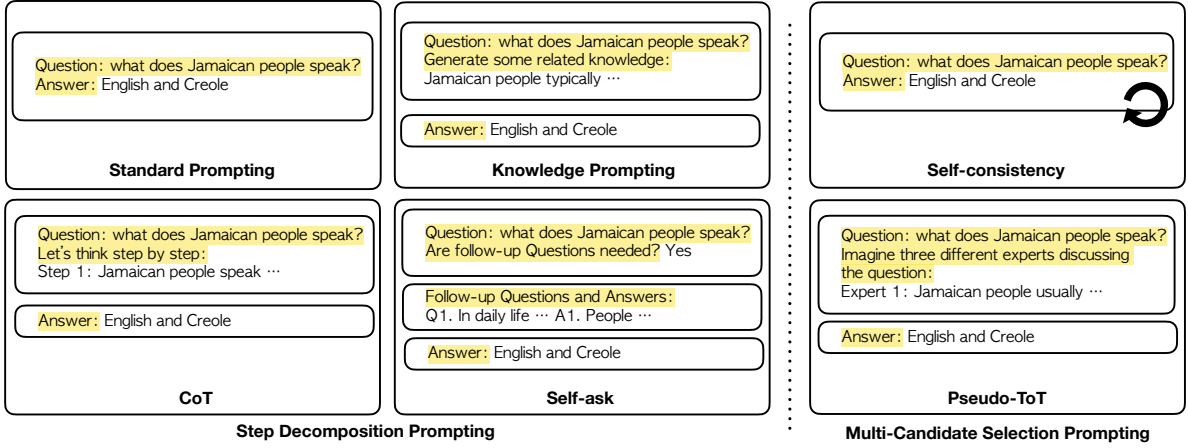 Question: what does Jamaican people speak?
Answer: English and Creole
Standard Prompting
Question: what does Jamaican people speak?
Generate some related knowledge:
Jamaican people typically ⋯
Answer: English and Creole
Knowledge Prompting
Question: what does Jamaican people speak?
Answer: English and Creole
Self-consistency
Question: what does Jamaican people speak?
Let's think step by step:
Step 1: Jamaican people speak ⋯
Answer: English and Creole
CoT
Question: what does Jamaican people speak?
Are follow-up Questions needed? Yes
Follow-up Questions and Answers:
Q1. In daily life ⋯ A1. People ⋯
Answer: English and Creole
Self-ask
Question: what does Jamaican people speak?
Imagine three different experts discussing
the question:
Expert 1: Jamaican people usually ⋯
Answer: English and Creole
Pseudo-ToT
Step Decomposition Prompting
Multi-Candidate Selection Prompting